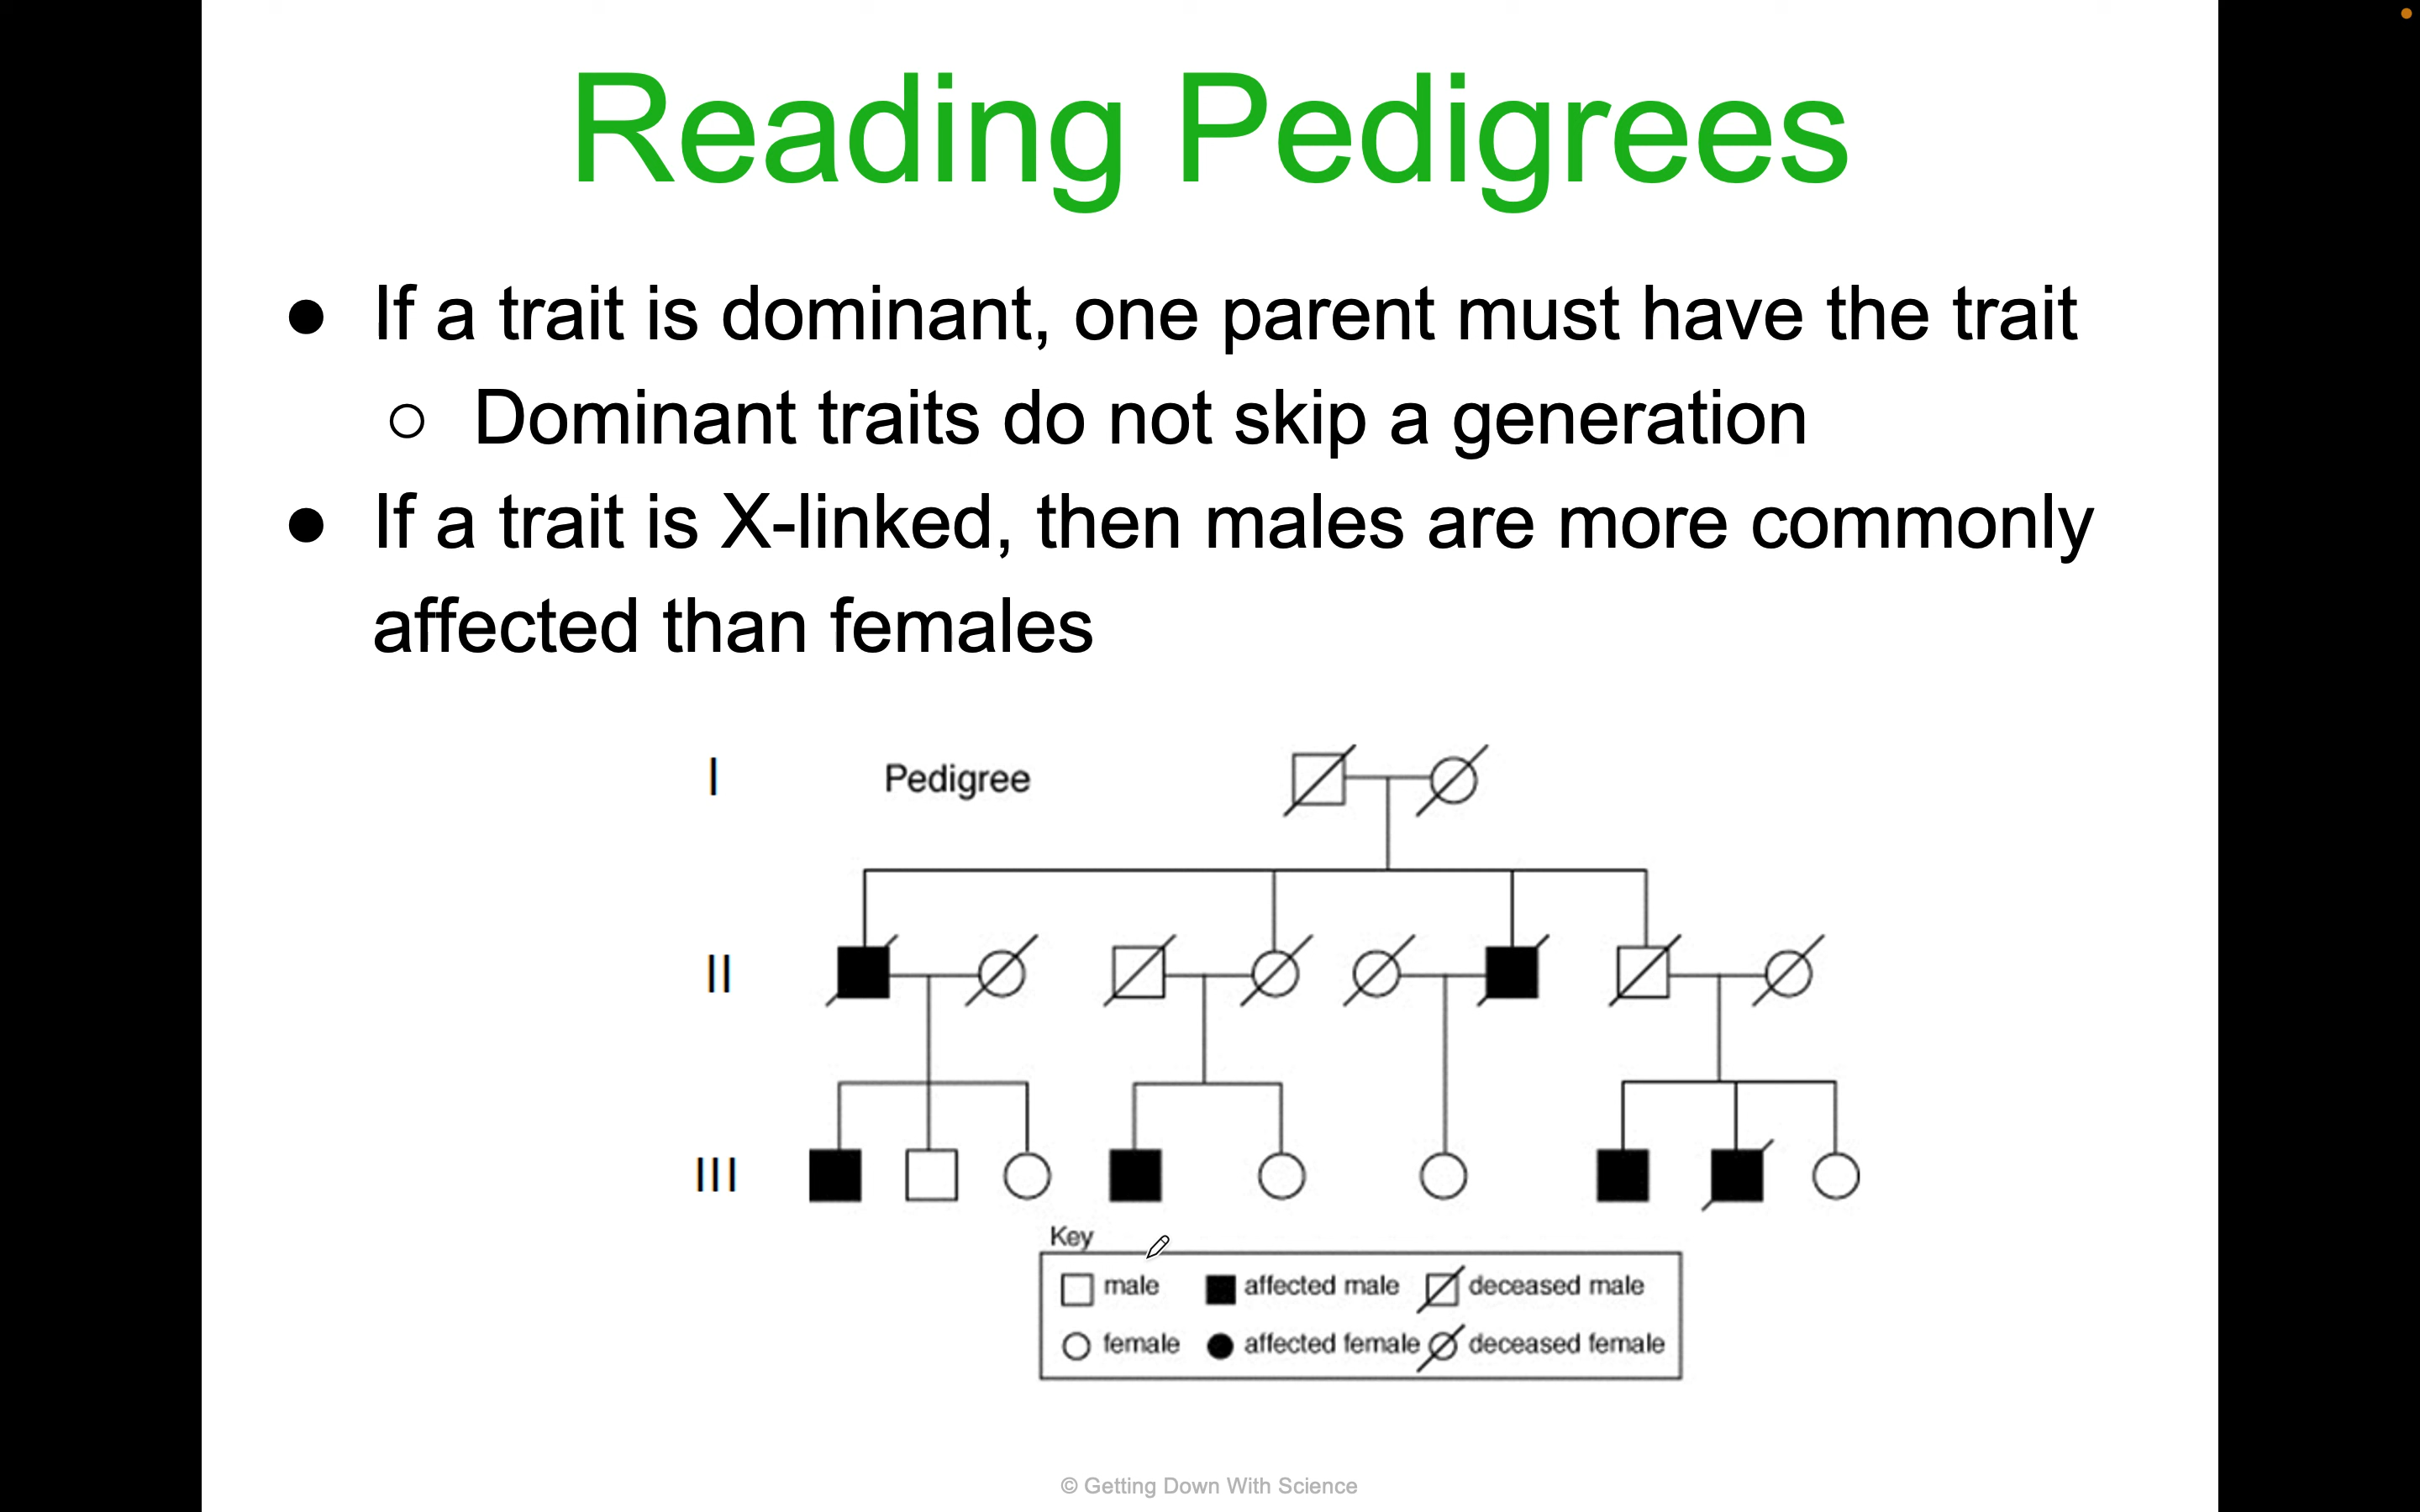 Reading Pedigrees
● If a trait is dominant, one parent must have the trait
○ Dominant traits do not skip a generation
● If a trait is X-linked, then males are more commonly
affected than females
I
Pedigree
II
III
Key
male affected male deceased male
female affected female deceased female
© Getting Down With Science